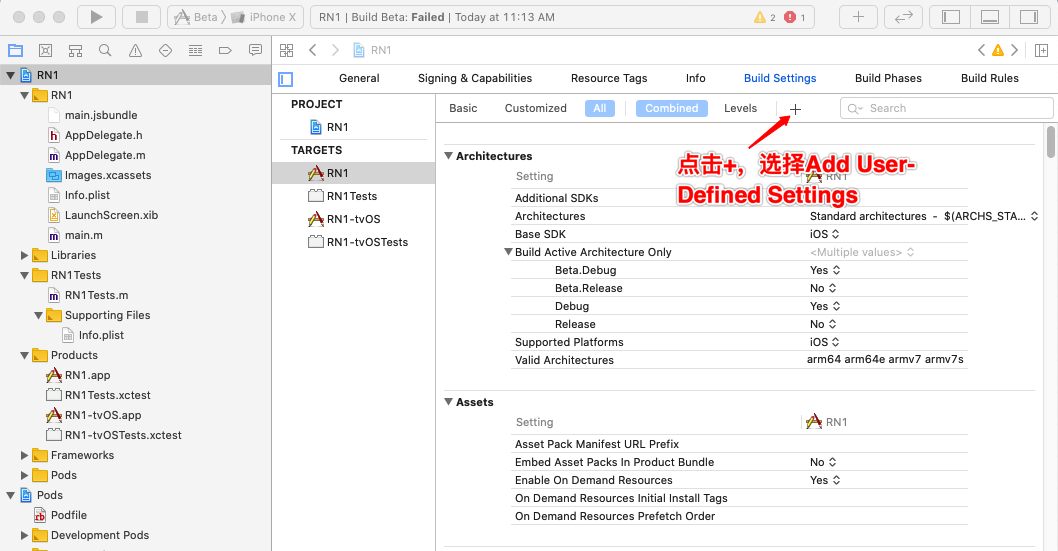 Beta
iPhone X
RN1 | Build Beta: Failed | Today at 11:13 AM
2
1
RN1
General
Signing & Capabilities
Resource Tags
Info
Build Settings
Build Phases
Build Rules
Basic
Customized
All
Combined
Levels
Search
RN1
RN1
main.jsbundle
AppDelegate.h
AppDelegate.m
Images.xcassets
Info.plist
LaunchScreen.xib
main.m
Libraries
RN1Tests
RN1Tests.m
Supporting Files
Info.plist
Products
RN1.app
RN1Tests.xctest
RN1-tvOS.app
RN1-tvOSTests.xctest
Frameworks
Pods
Pods
Podfile
Development Pods
PROJECT
RN1
TARGETS
RN1
RN1Tests
RN1-tvOS
RN1-tvOSTests
点击+，选择Add User-
Defined Settings
Architectures
Setting
RN1
Additional SDKs
Architectures
Standard architectures - $(ARCHS_STA...
Base SDK
iOS
Build Active Architecture Only
<Multiple values>
Beta.Debug
Yes
Beta.Release
No
Debug
Yes
Release
No
Supported Platforms
iOS
Valid Architectures
arm64 arm64e armv7 armv7s
Assets
Setting
RN1
Asset Pack Manifest URL Prefix
Embed Asset Packs In Product Bundle
No
Enable On Demand Resources
Yes
On Demand Resources Initial Install Tags
On Demand Resources Prefetch Order